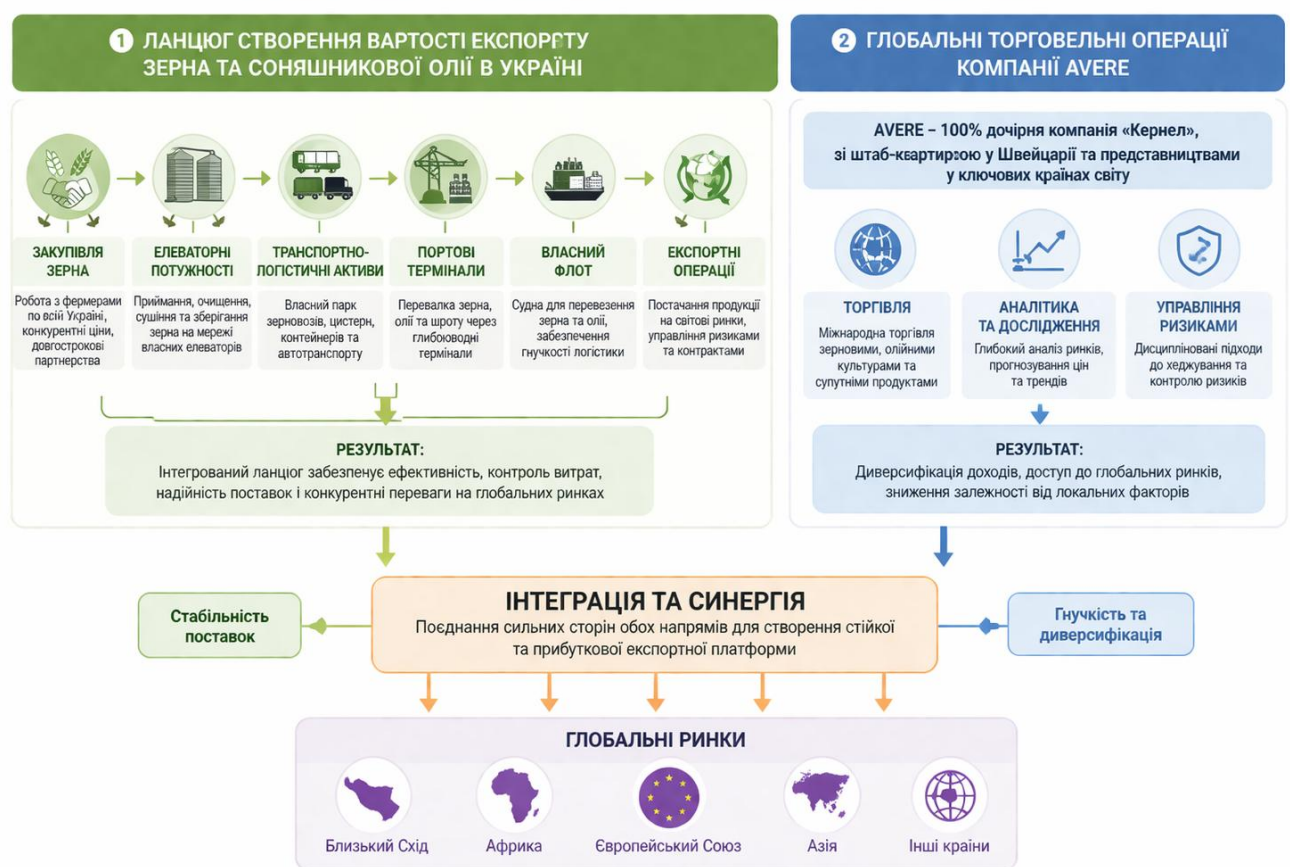 1 ЛАНЦЮГ СТВОРЕННЯ ВАРТОСТІ ЕКСПОРТУ
ЗЕРНА ТА СОНЯШНИКОВОЇ ОЛІЇ В УКРАЇНІ
ЗАКУПІВЛЯ
ЗЕРНА
Робота з фермерами
по всій Україні,
конкурентні ціни,
довгострокові
партнерства
ЕЛЕВАТОРНІ
ПОТУЖНОСТІ
Приймання, очищення,
сушіння та зберігання
зерна на мережі
власних елеваторів
ТРАНСПОРТНО-
ЛОГІСТИЧНІ АКТИВИ
Власний парк
зерновозів, цистерн,
контейнерів та
автотранспорту
ПОРТОВІ
ТЕРМІНАЛИ
Перевалка зерна,
олії та шроту через
глибоководні
термінали
ВЛАСНИЙ
ФЛОТ
Судна для перевезення
зерна та олії,
забезпечення
гнучкості логістики
ЕКСПОРТНІ
ОПЕРАЦІЇ
Постачання продукції
на світові ринки,
управління ризиками
та контрактами
РЕЗУЛЬТАТ:
Інтегрований ланцюг забезпенує ефективність, контроль витрат,
надійність поставок і конкурентні переваги на глобальних ринках
2 ГЛОБАЛЬНІ ТОРГОВЕЛЬНІ ОПЕРАЦІЇ
КОМПАНІЇ AVERE
AVERE – 100% дочірня компанія «Кернел»,
зі штаб-квартирою у Швейцарії та представництвами
у ключових країнах світу
ТОРГІВЛЯ
Міжнародна торгівля
зерновими, олійними
культурами та
супутніми продуктами
АНАЛІТИКА
ТА ДОСЛІДЖЕННЯ
Глибокий аналіз ринків,
прогнозування цін
та трендів
УПРАВЛІННЯ
РИЗИКАМИ
Дисципліновані підходи
до хеджування та
контролю ризиків
РЕЗУЛЬТАТ:
Диверсифікація доходів, доступ до глобальних ринків,
зниження залежності від локальних факторів
Стабільність
поставок
ІНТЕГРАЦІЯ ТА СИНЕРГІЯ
Поєднання сильних сторін обох напрямів для створення стійкої
та прибуткової експортної платформи
Гнучкість та
диверсифікація
ГЛОБАЛЬНІ РИНКИ
Близький Схід
Африка
Європейський Союз
Азія
Інші країни